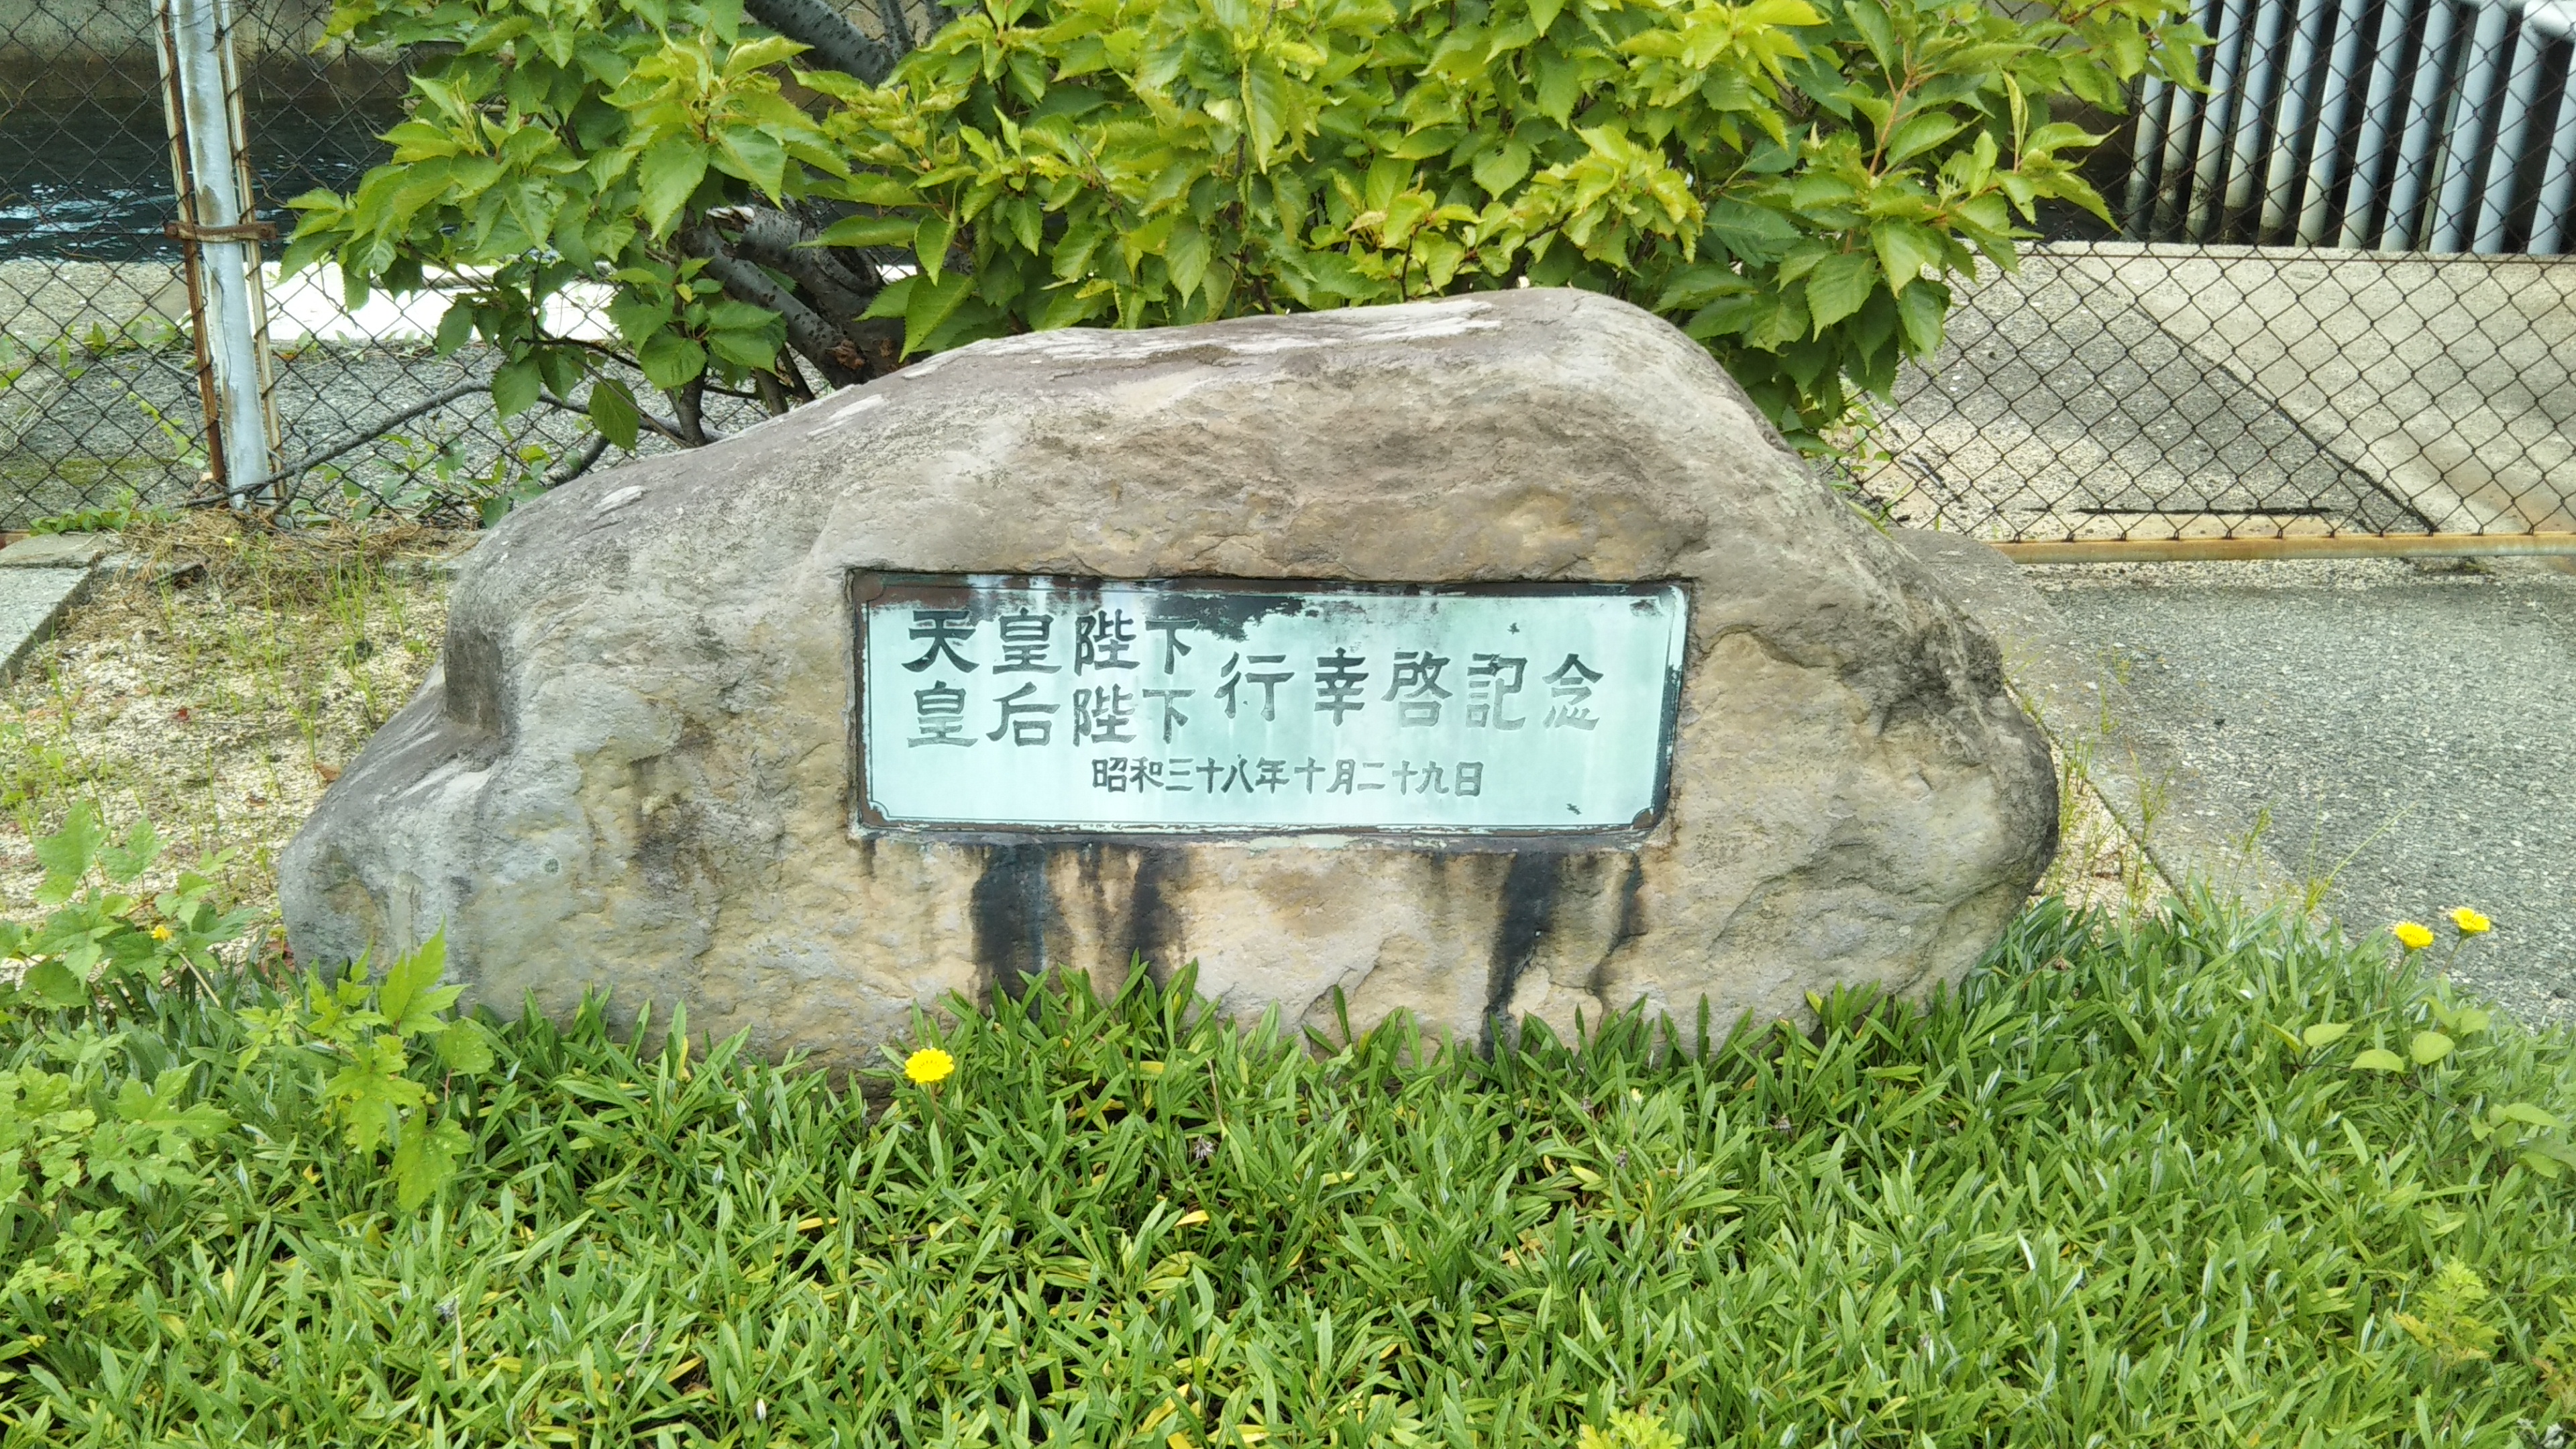 天皇陛下
皇后陛下
行幸啓記念
昭和三十八年十月二十九日